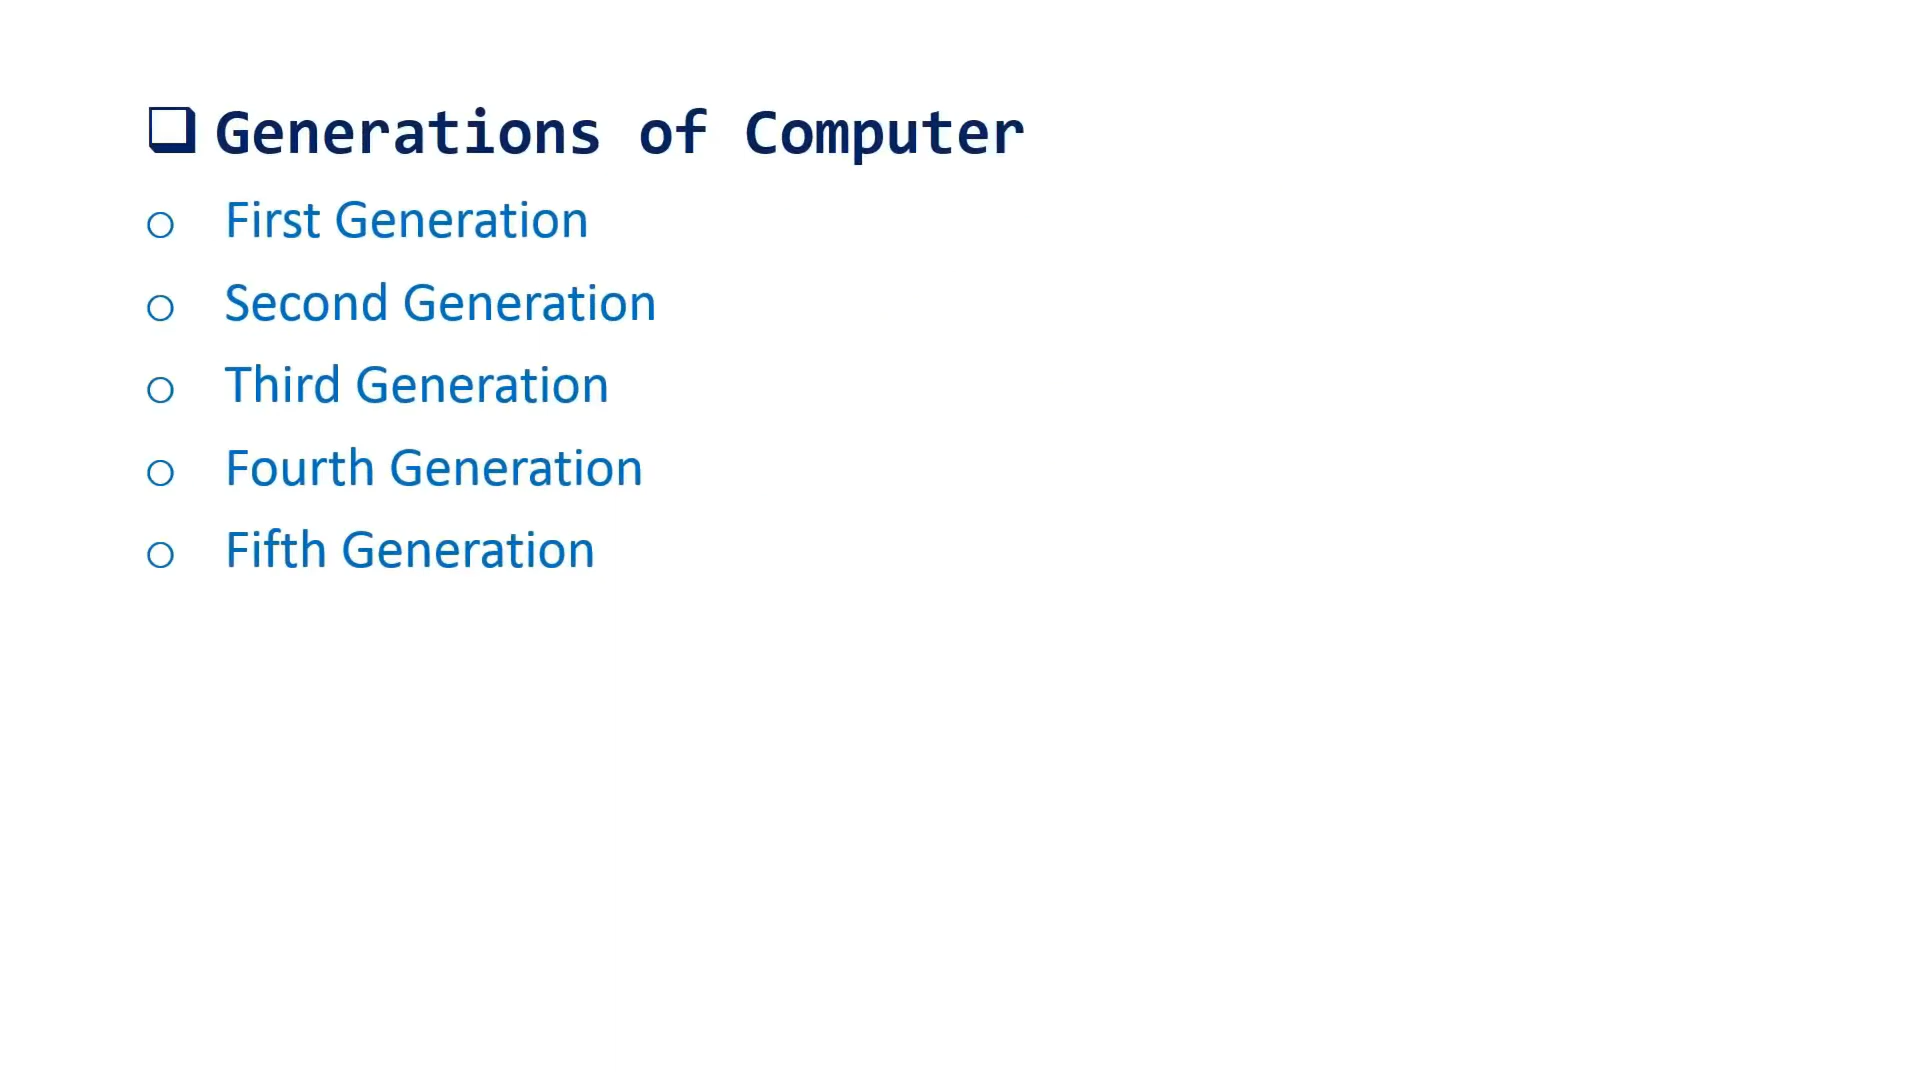 Generations of Computer
First Generation
Second Generation
Third Generation
Fourth Generation
Fifth Generation